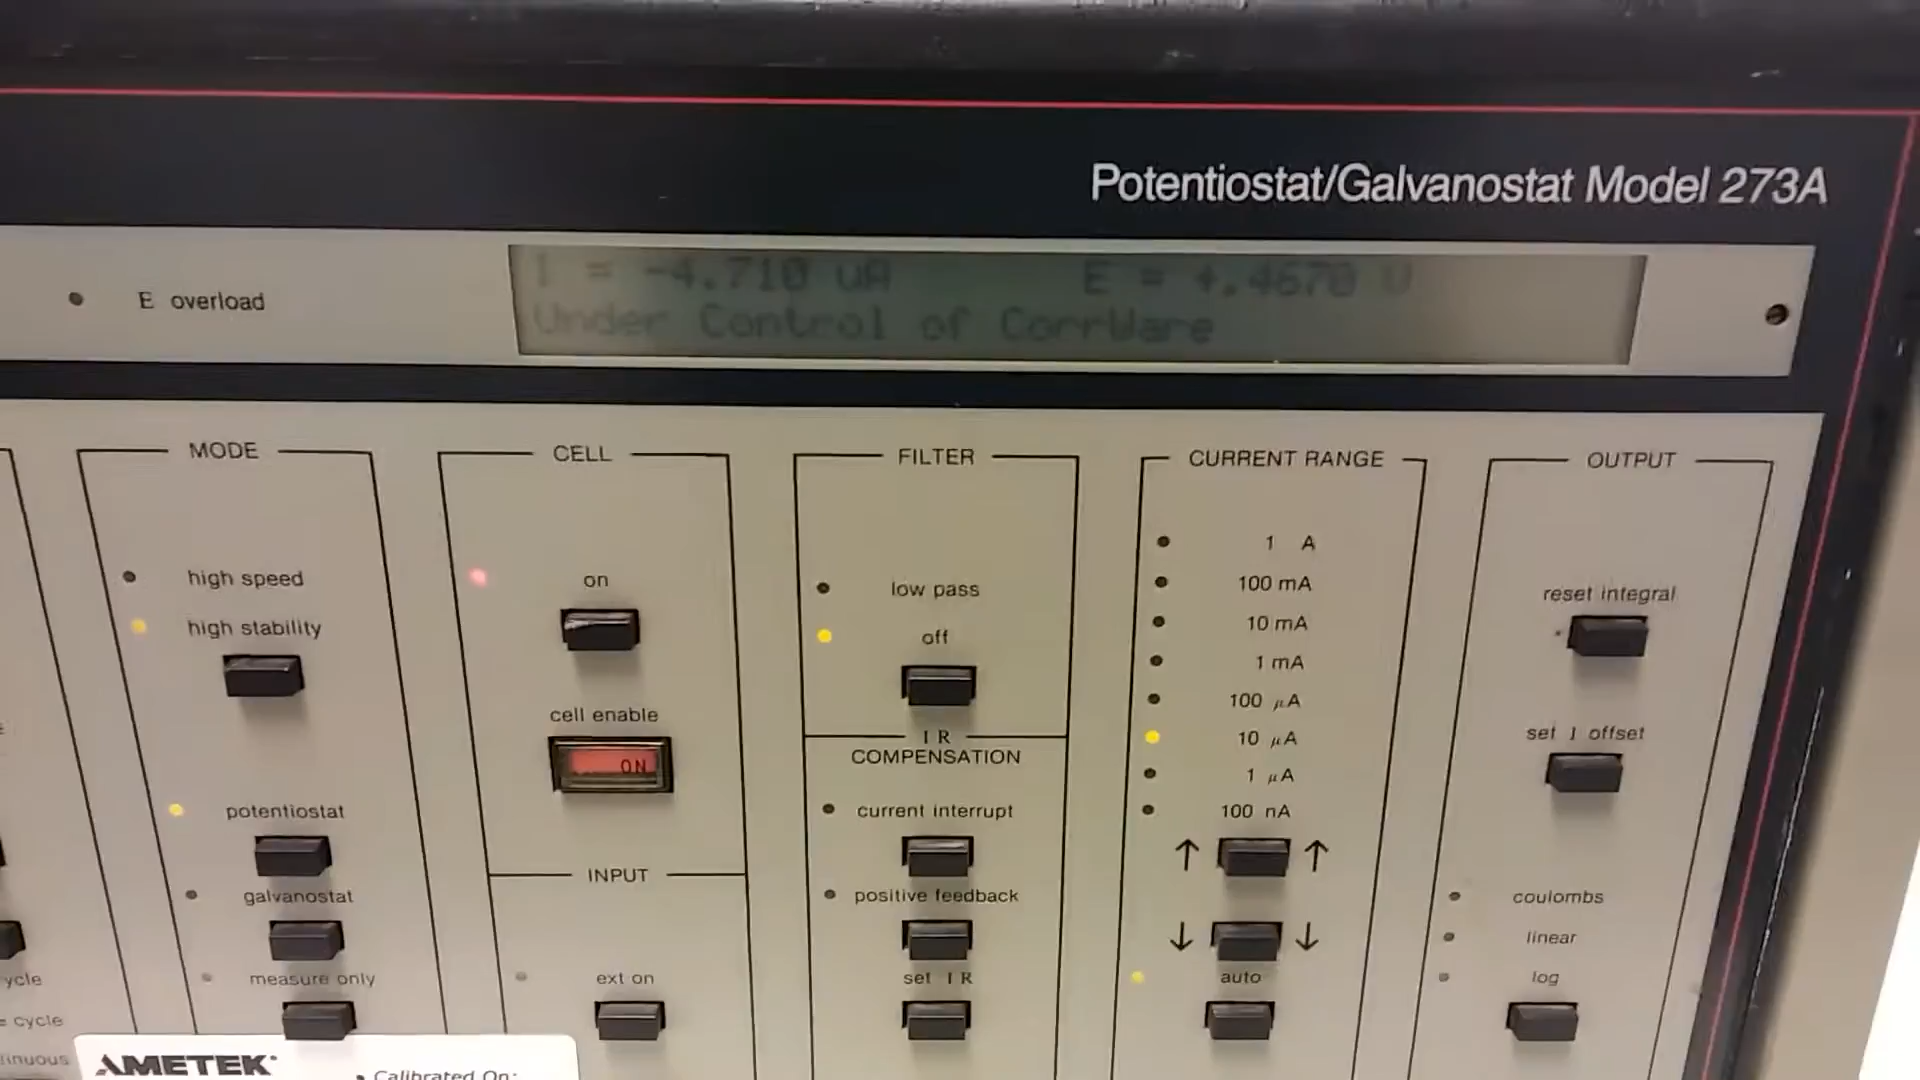 Potentiostat/Galvanostat Model 273A
E overload
I = -4.710 uA E = 4.4670 V
Under Control of CorrWare
MODE
high speed
high stability
potentiostat
galvanostat
measure only
CELL
on
cell enable
ON
INPUT
ext on
FILTER
low pass
off
I R
COMPENSATION
current interrupt
positive feedback
set I R
CURRENT RANGE
1 A
100 mA
10 mA
1 mA
100 µA
10 µA
1 µA
100 nA
↑ ↑
↓ ↓
auto
OUTPUT
reset integral
set I offset
coulombs
linear
log
cycle
AMETEK
Calibrated On: